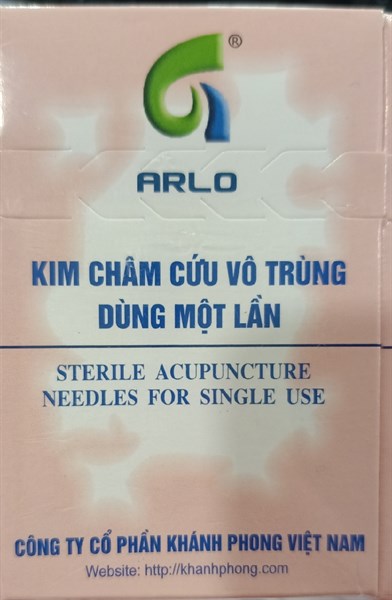 ®
ARLO
KIM CHÂM CỨU VÔ TRÙNG
DÙNG MỘT LẦN
STERILE ACUPUNCTURE
NEEDLES FOR SINGLE USE
CÔNG TY CỔ PHẦN KHÁNH PHONG VIỆT NAM
Website: http://khanhphong.com